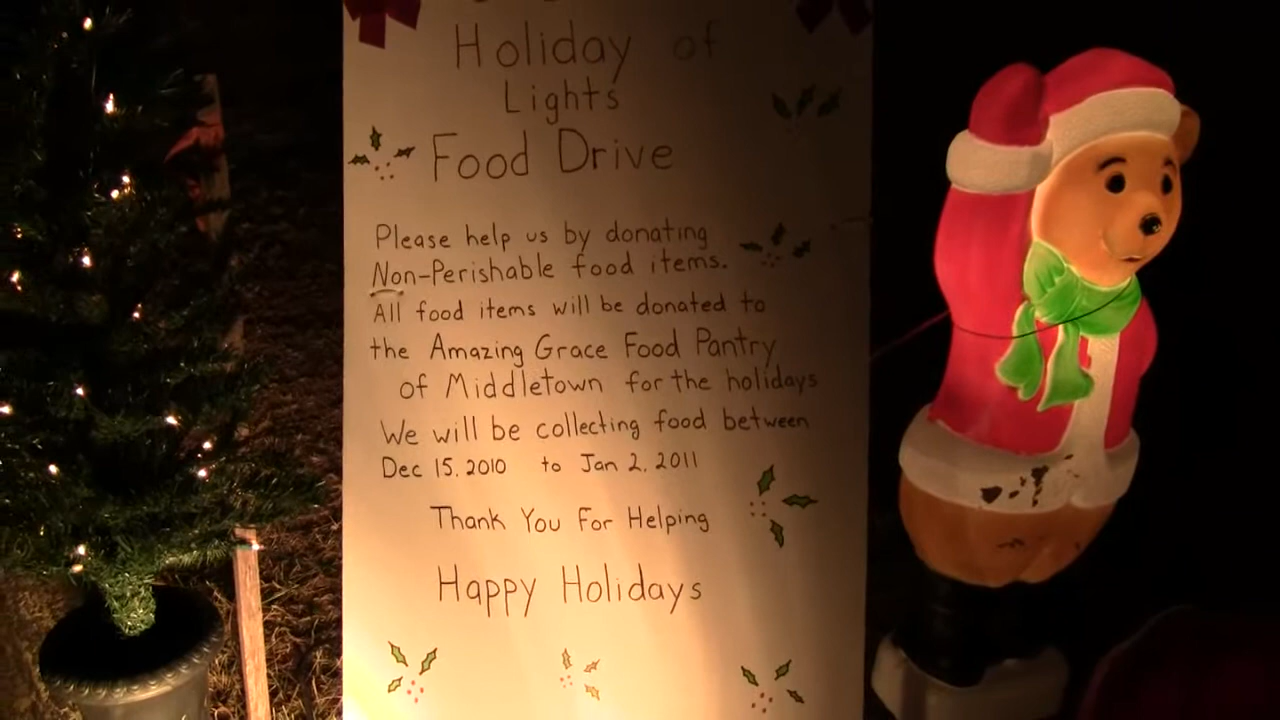 Holiday of
Lights
Food Drive
Please help us by donating
Non-Perishable food items.
All food items will be donated to
the Amazing Grace Food Pantry
of Middletown for the holidays
We will be collecting food between
Dec 15, 2010 to Jan 2, 2011
Thank You For Helping
Happy Holidays